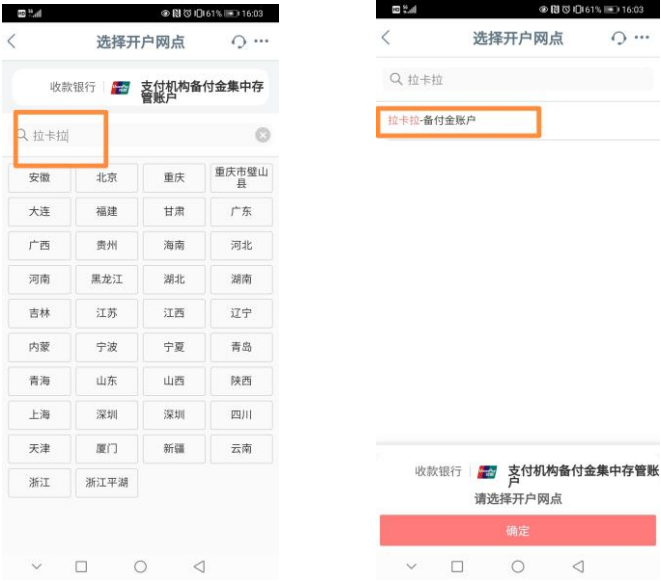 61% 16:03
选择开户网点
收款银行 支付机构备付金集中存
管账户
拉卡拉
安徽 北京 重庆 重庆市璧山
县
大连 福建 甘肃 广东
广西 贵州 海南 河北
河南 黑龙江 湖北 湖南
吉林 江苏 江西 辽宁
内蒙 宁波 宁夏 青岛
青海 山东 山西 陕西
上海 深圳 深圳 四川
天津 厦门 新疆 云南
浙江 浙江平湖
61% 16:03
选择开户网点
拉卡拉
拉卡拉-备付金账户
收款银行 支付机构备付金集中存管账
户
请选择开户网点
确定